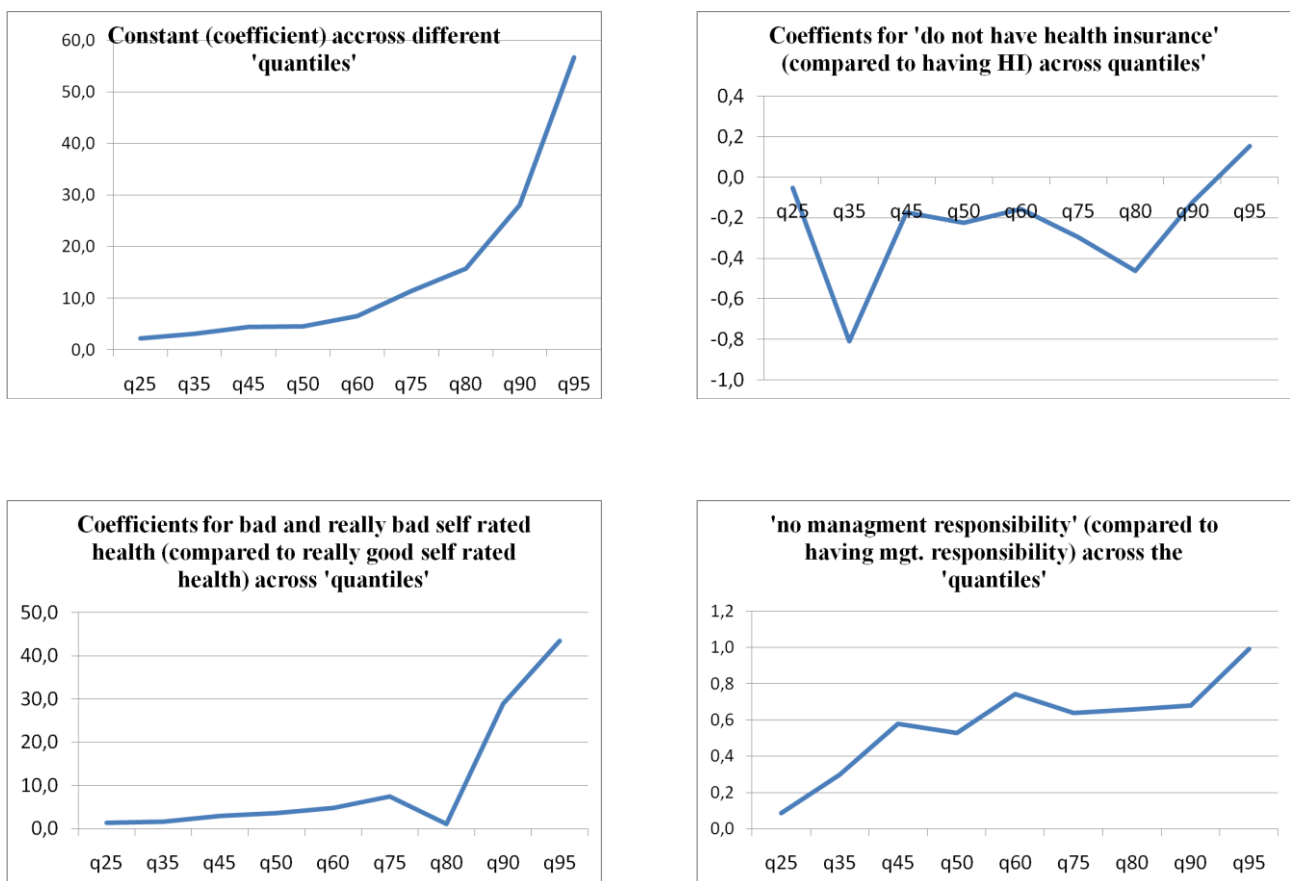 Constant (coefficient) accross different
'quantiles'
60,0
50,0
40,0
30,0
20,0
10,0
0,0
q25 q35 q45 q50 q60 q75 q80 q90 q95
Coeffients for 'do not have health insurance'
(compared to having HI) across quantiles'
0,4
0,2
0,0
-0,2
-0,4
-0,6
-0,8
-1,0
q25 q35 q45 q50 q60 q75 q80 q90 q95
Coefficients for bad and really bad self rated
health (compared to really good self rated
health) across 'quantiles'
50,0
40,0
30,0
20,0
10,0
0,0
q25 q35 q45 q50 q60 q75 q80 q90 q95
'no managment responsibility' (compared to
having mgt. responsibility) across the
'quantiles'
1,2
1,0
0,8
0,6
0,4
0,2
0,0
q25 q35 q45 q50 q60 q75 q80 q90 q95